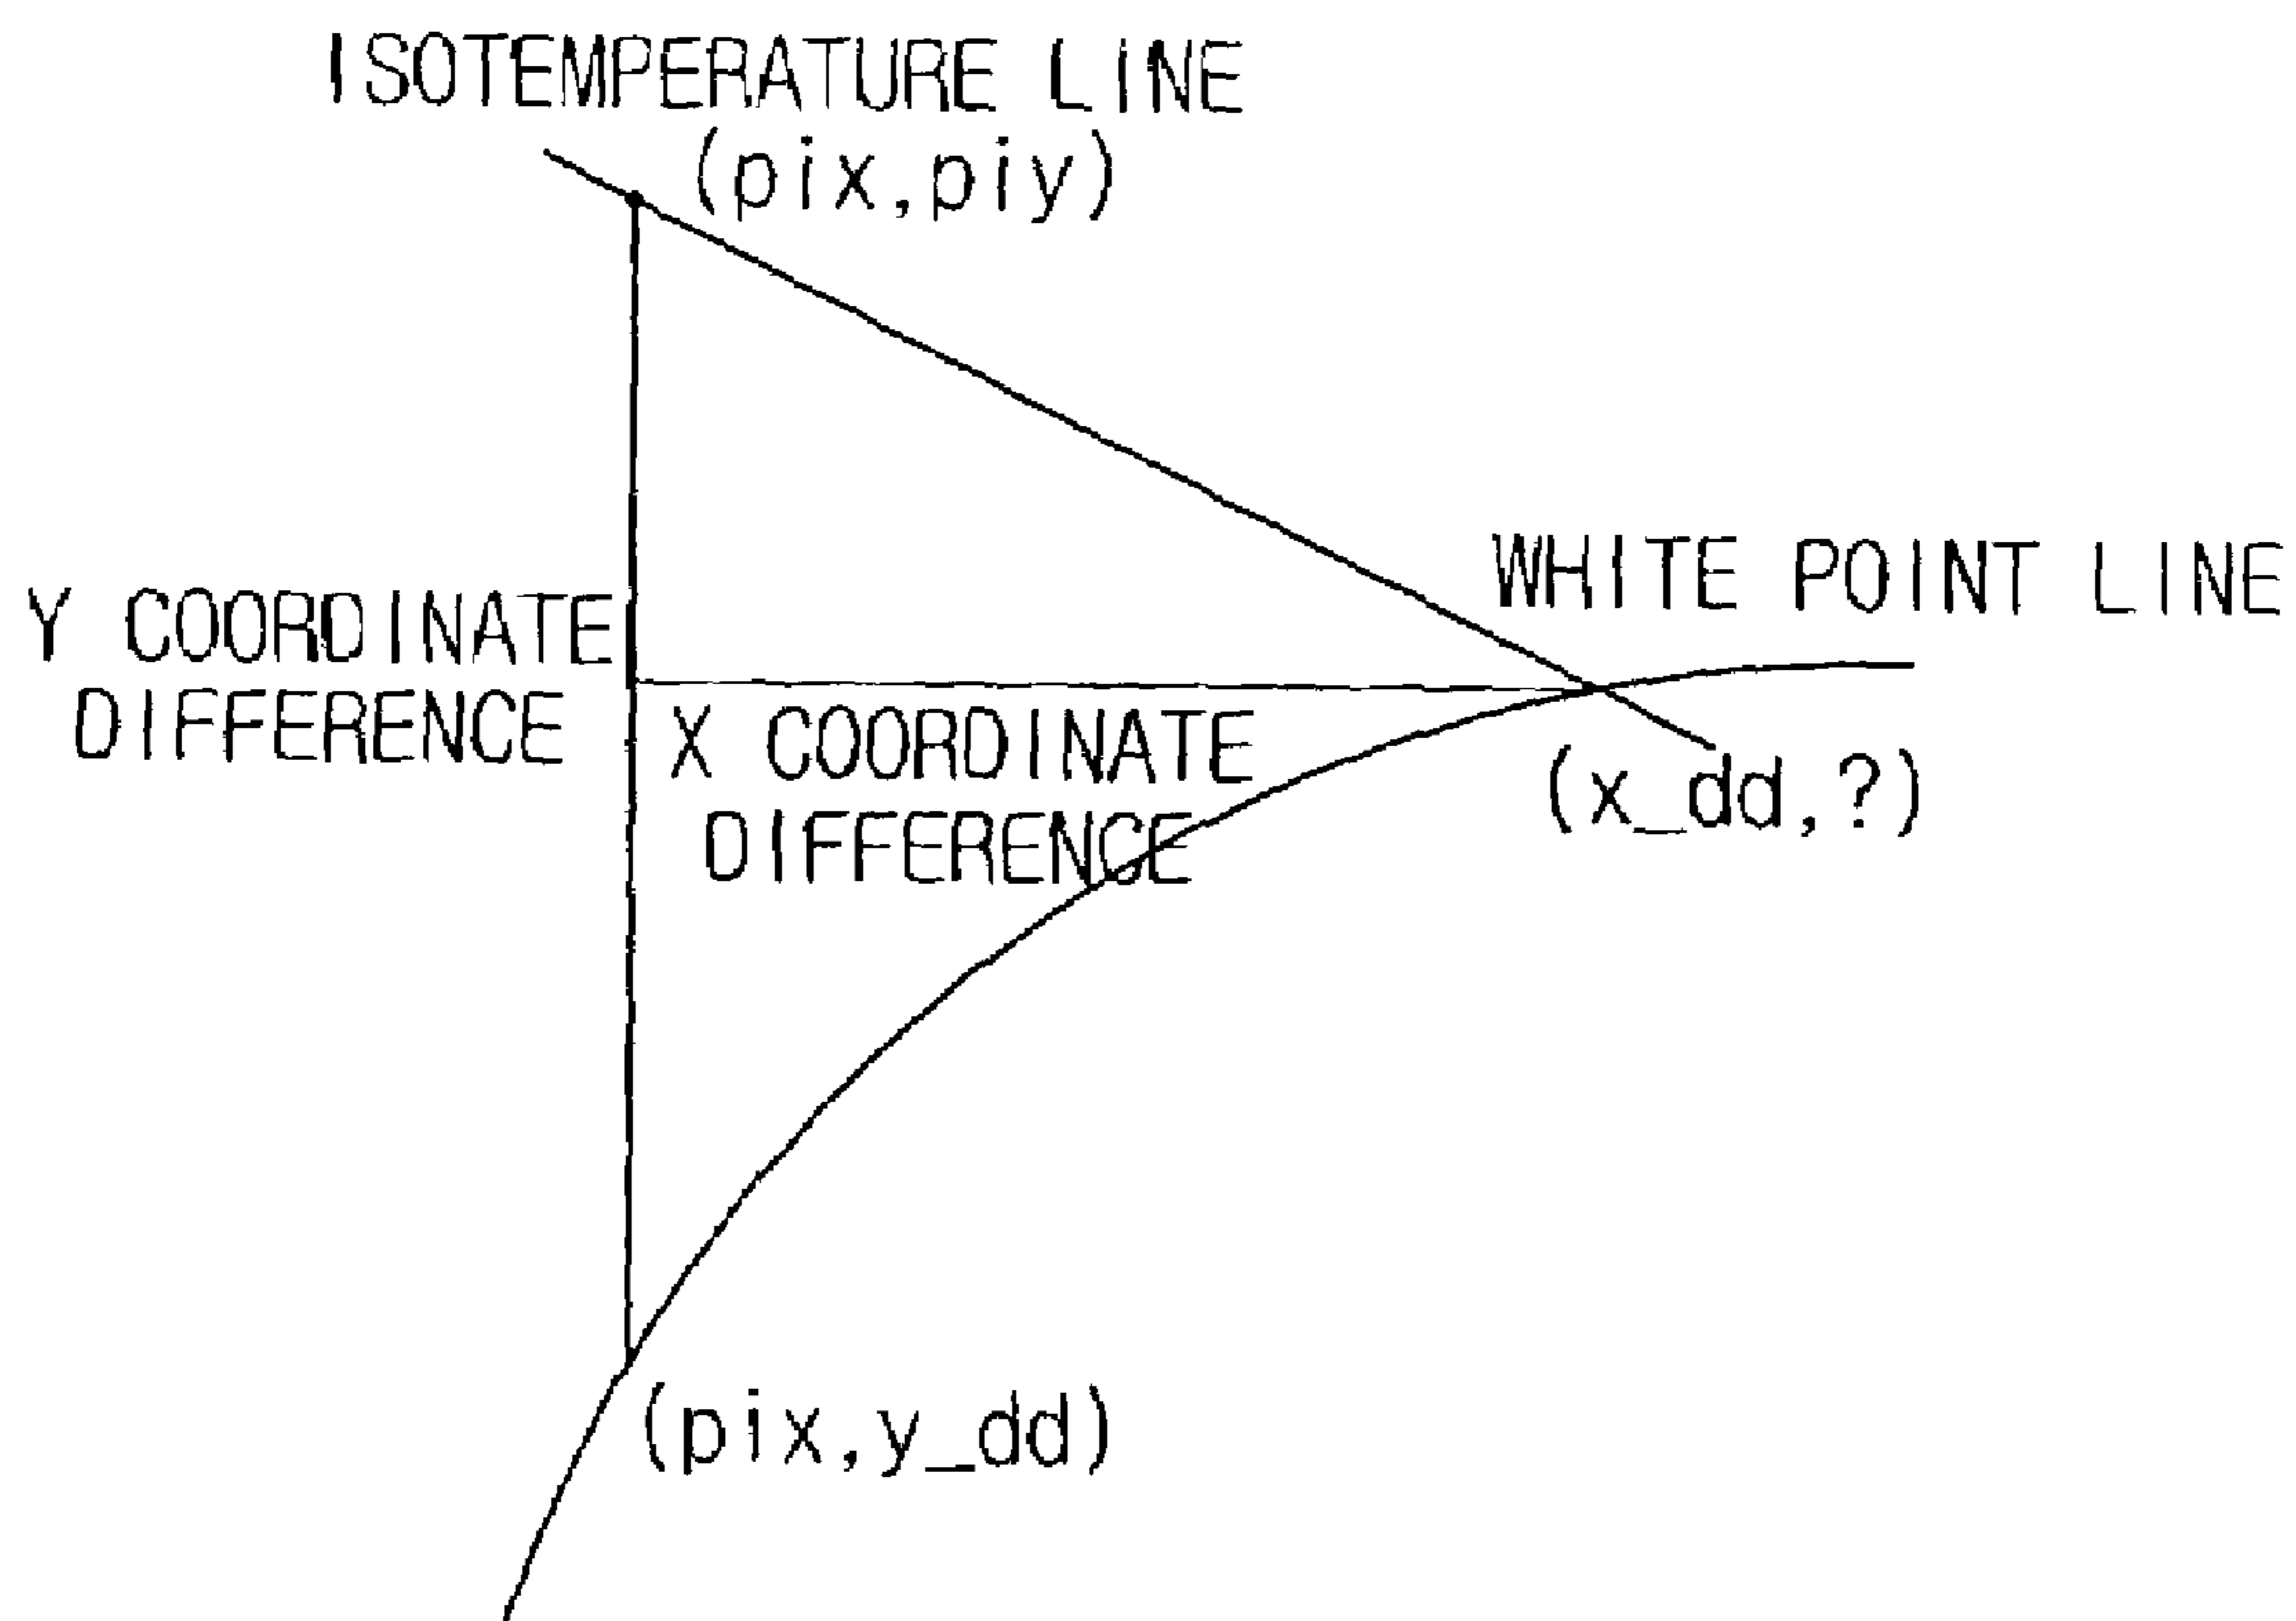 ISOTEMPERATURE LINE
(pix,piy)
WHITE POINT LINE
Y COORDINATE
DIFFERENCE
X COORDINATE
DIFFERENCE
(x_dd,?)
(pix,y_dd)